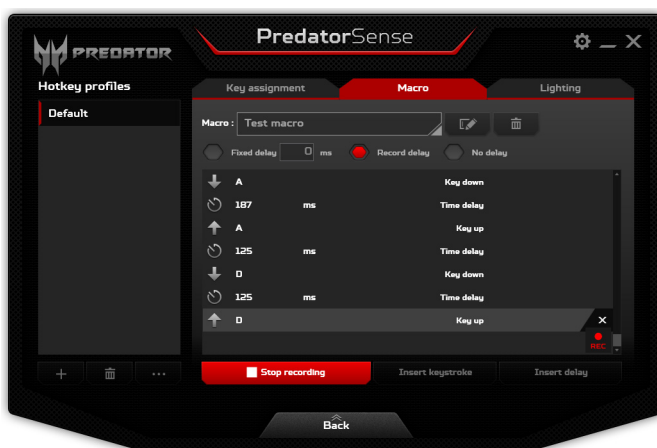 PredatorSense
PREDATOR
Hotkey profiles
Default
Key assignment
Macro
Lighting
Macro : Test macro
Fixed delay 0 ms Record delay No delay
A Key down
187 ms Time delay
A Key up
125 ms Time delay
D Key down
125 ms Time delay
D Key up
REC
Stop recording
Insert keystroke
Insert delay
Back